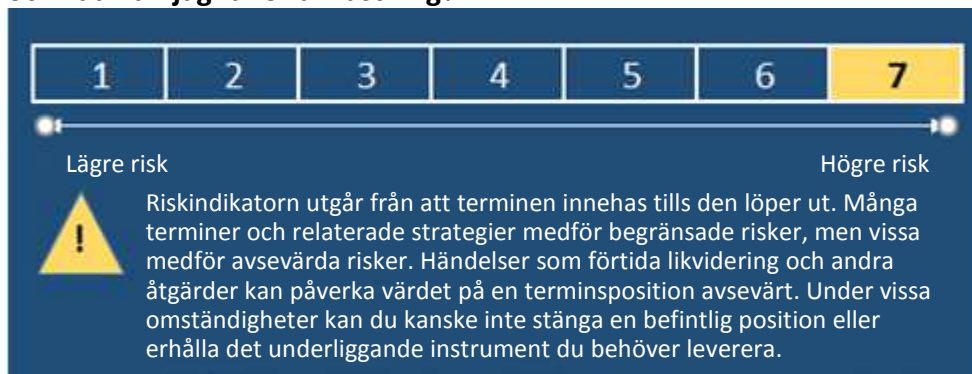 1 2 3 4 5 6 7
Lägre risk Högre risk
Riskindikatorn utgår från att terminen innehas tills den löper ut. Många
! terminer och relaterade strategier medför begränsade risker, men vissa
medför avsevärda risker. Händelser som förtida likvidering och andra
åtgärder kan påverka värdet på en terminsposition avsevärt. Under vissa
omständigheter kan du kanske inte stänga en befintlig position eller
erhålla det underliggande instrument du behöver leverera.